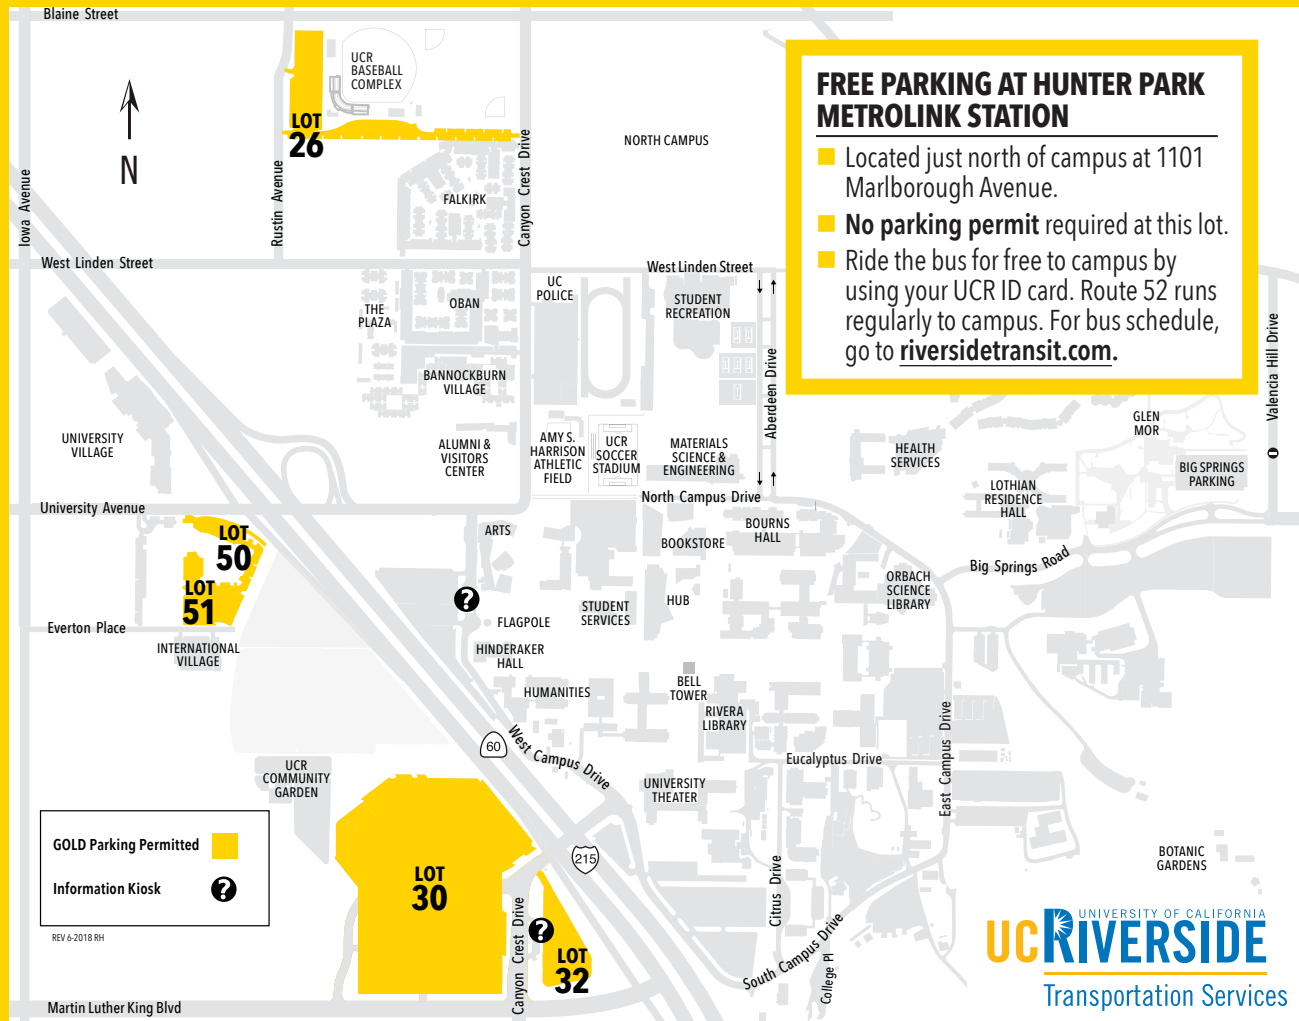 Blaine Street
UCR
BASEBALL
COMPLEX
LOT
26
N
Iowa Avenue
Rustin Avenue
Canyon Crest Drive
NORTH CAMPUS
FALKIRK
FREE PARKING AT HUNTER PARK
METROLINK STATION
Located just north of campus at 1101
Marlborough Avenue.
No parking permit required at this lot.
Ride the bus for free to campus by
using your UCR ID card. Route 52 runs
regularly to campus. For bus schedule,
go to riversidetransit.com.
West Linden Street
West Linden Street
UC
POLICE
OBAN
THE
PLAZA
STUDENT
RECREATION
BANNOCKBURN
VILLAGE
Aberdeen Drive
Valencia Hill Drive
UNIVERSITY
VILLAGE
ALUMNI &
VISITORS
CENTER
AMY S.
HARRISON
ATHLETIC
FIELD
UCR
SOCCER
STADIUM
MATERIALS
SCIENCE &
ENGINEERING
HEALTH
SERVICES
GLEN
MOR
LOTHIAN
RESIDENCE
HALL
BIG SPRINGS
PARKING
University Avenue
North Campus Drive
LOT
50
LOT
51
ARTS
BOOKSTORE
BOURNS
HALL
Big Springs Road
ORBACH
SCIENCE
LIBRARY
?
HUB
STUDENT
SERVICES
FLAGPOLE
Everton Place
INTERNATIONAL
VILLAGE
HINDERAKER
HALL
HUMANITIES
BELL
TOWER
RIVERA
LIBRARY
60
West Campus Drive
Eucalyptus Drive
East Campus Drive
UCR
COMMUNITY
GARDEN
UNIVERSITY
THEATER
GOLD Parking Permitted
Information Kiosk
?
REV 6-2018 RH
LOT
30
215
Canyon Crest Drive
?
LOT
32
Citrus Drive
South Campus Drive
College Pl
BOTANIC
GARDENS
Martin Luther King Blvd
UNIVERSITY OF CALIFORNIA
UCRIVERSIDE
Transportation Services